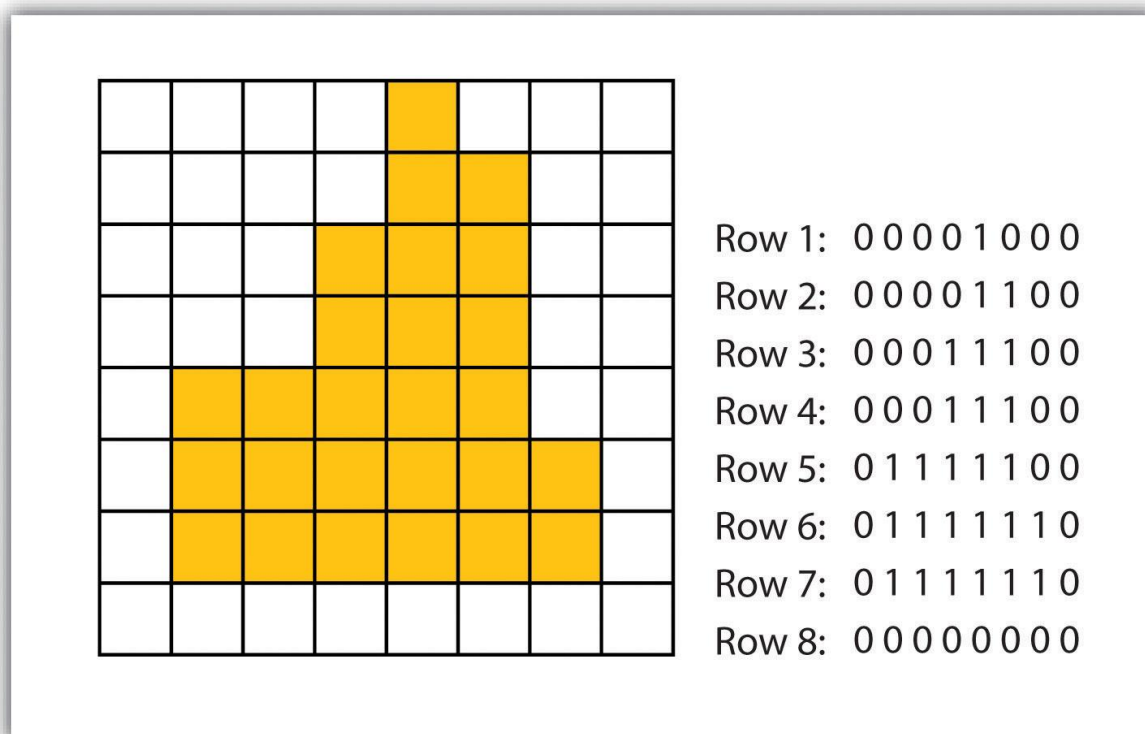 Row 1: 0 0 0 0 1 0 0 0
Row 2: 0 0 0 0 1 1 0 0
Row 3: 0 0 0 1 1 1 0 0
Row 4: 0 0 0 1 1 1 0 0
Row 5: 0 1 1 1 1 1 0 0
Row 6: 0 1 1 1 1 1 1 0
Row 7: 0 1 1 1 1 1 1 0
Row 8: 0 0 0 0 0 0 0 0